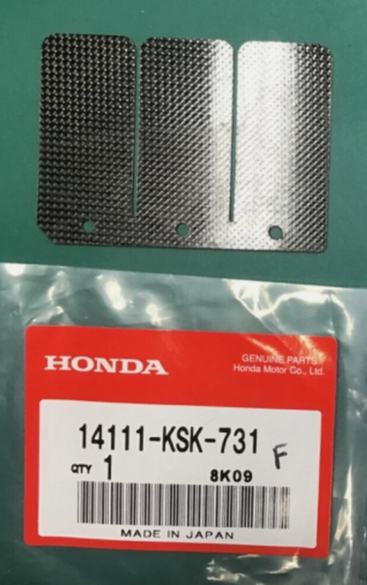 HONDA
GENUINE PARTS
Honda Motor Co., Ltd.
14111-KSK-731 F
QTY 1 8K09
MADE IN JAPAN